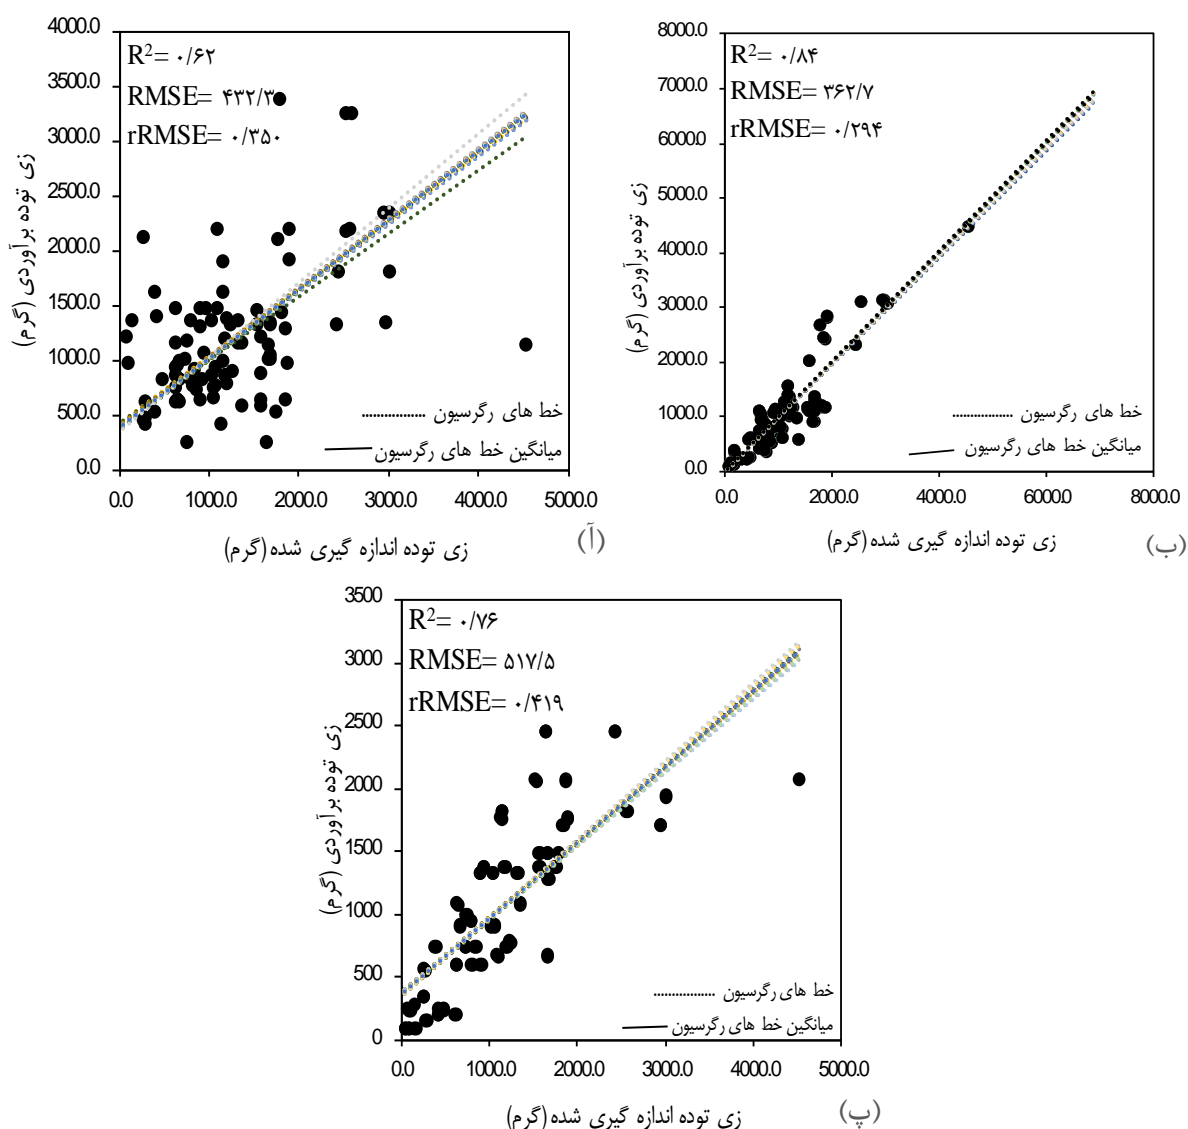 R²= ۰/۶۲
RMSE= ۴۳۲/۳
rRMSE= ۰/۳۵۰
4000.0
3500.0
3000.0
2500.0
2000.0
1500.0
1000.0
500.0
0.0
زی توده برآوردی (گرم)
خط های رگرسیون
میانگین خط های رگرسیون
0.0 1000.0 2000.0 3000.0 4000.0 5000.0
زی توده اندازه گیری شده (گرم)
(آ)
R²= ۰/۸۴
RMSE= ۳۶۲/۷
rRMSE= ۰/۲۹۴
8000.0
7000.0
6000.0
5000.0
4000.0
3000.0
2000.0
1000.0
0.0
زی توده برآوردی (گرم)
خط های رگرسیون
میانگین خط های رگرسیون
0.0 2000.0 4000.0 6000.0 8000.0
زی توده اندازه گیری شده (گرم)
(ب)
R²= ۰/۷۶
RMSE= ۵۱۷/۵
rRMSE= ۰/۴۱۹
3500
3000
2500
2000
1500
1000
500
0
زی توده برآوردی (گرم)
خط های رگرسیون
میانگین خط های رگرسیون
0.0 1000.0 2000.0 3000.0 4000.0 5000.0
زی توده اندازه گیری شده (گرم)
(پ)